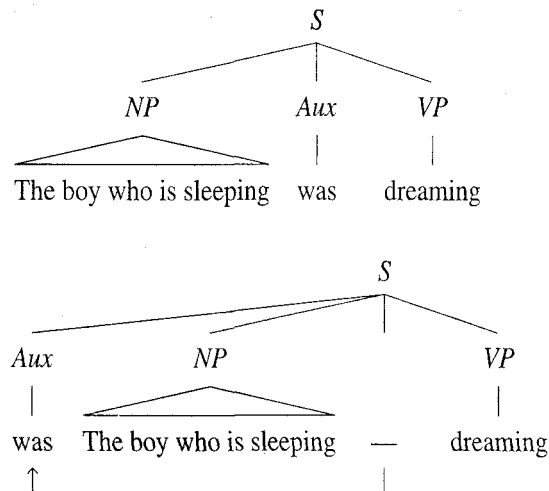 S
NP Aux VP
The boy who is sleeping was dreaming
S
Aux NP VP
was The boy who is sleeping — dreaming